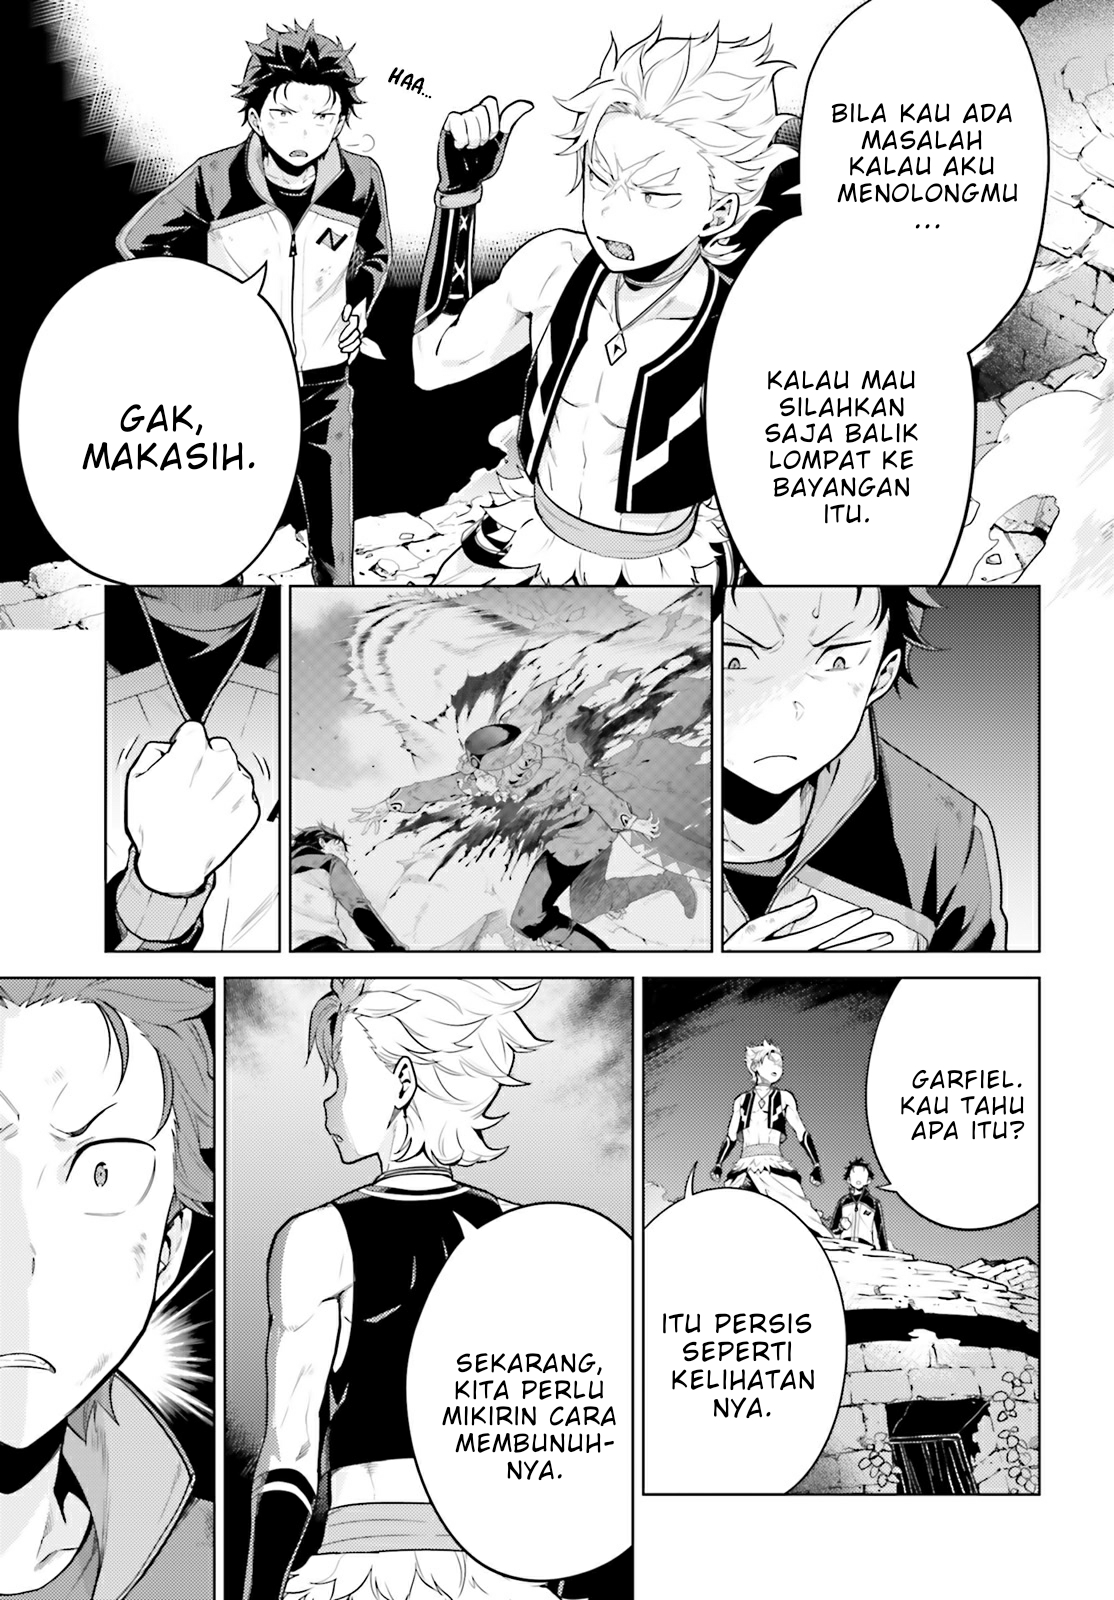 BILA KAU ADA
MASALAH
KALAU AKU
MENOLONGMU
...
KALAU MAU
SILAHKAN
SAJA BALIK
LOMPAT KE
BAYANGAN
ITU.
HAA...
N
GAK,
MAKASIH.
GARFIEL.
KAU TAHU
APA ITU?
ITU PERSIS
SEPERTI
KELIHATAN
NYA.
SEKARANG,
KITA PERLU
MIKIRIN CARA
MEMBUNUH-
NYA.